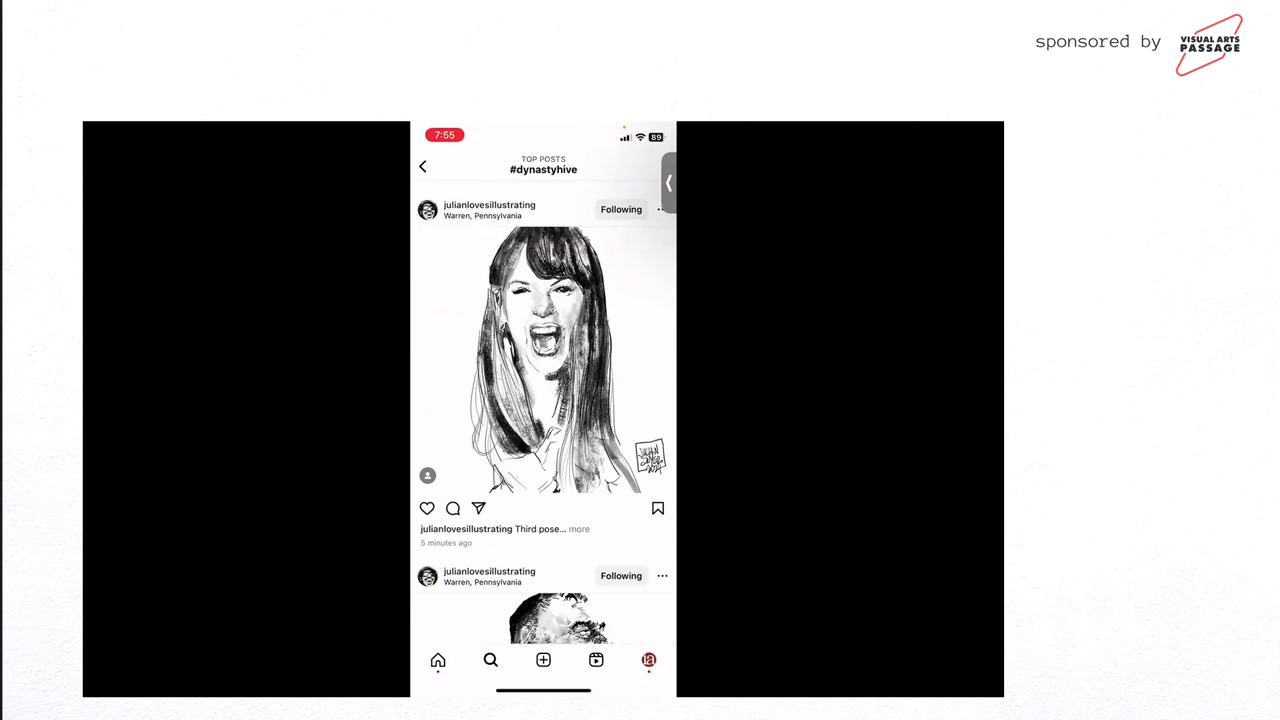 sponsored by
VISUAL ARTS
PASSAGE
7:55
89
TOP POSTS
#dynastyhive
julianlovesillustrating
Warren, Pennsylvania
Following
julianlovesillustrating Third pose... more
5 minutes ago
julianlovesillustrating
Warren, Pennsylvania
Following